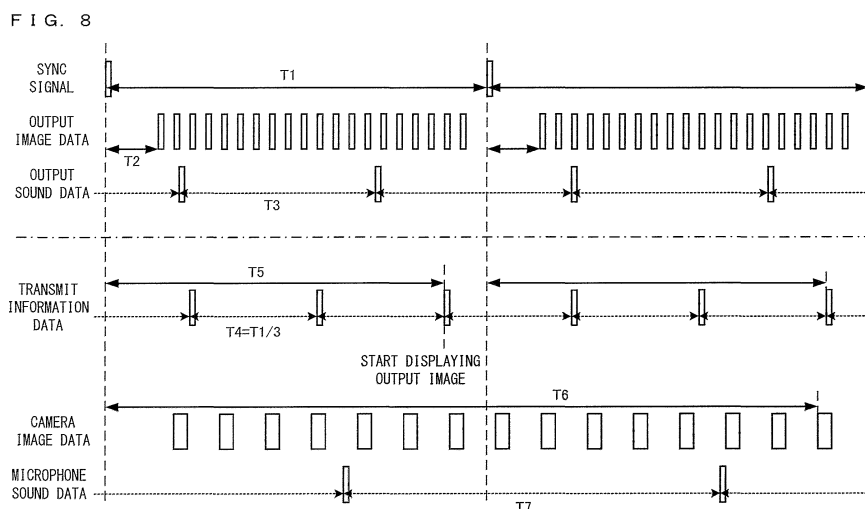 FIG. 8
SYNC
SIGNAL
T1
OUTPUT
IMAGE DATA
T2
OUTPUT
SOUND DATA
T3
T5
TRANSMIT
INFORMATION
DATA
T4=T1/3
START DISPLAYING
OUTPUT IMAGE
T6
CAMERA
IMAGE DATA
MICROPHONE
SOUND DATA
T7